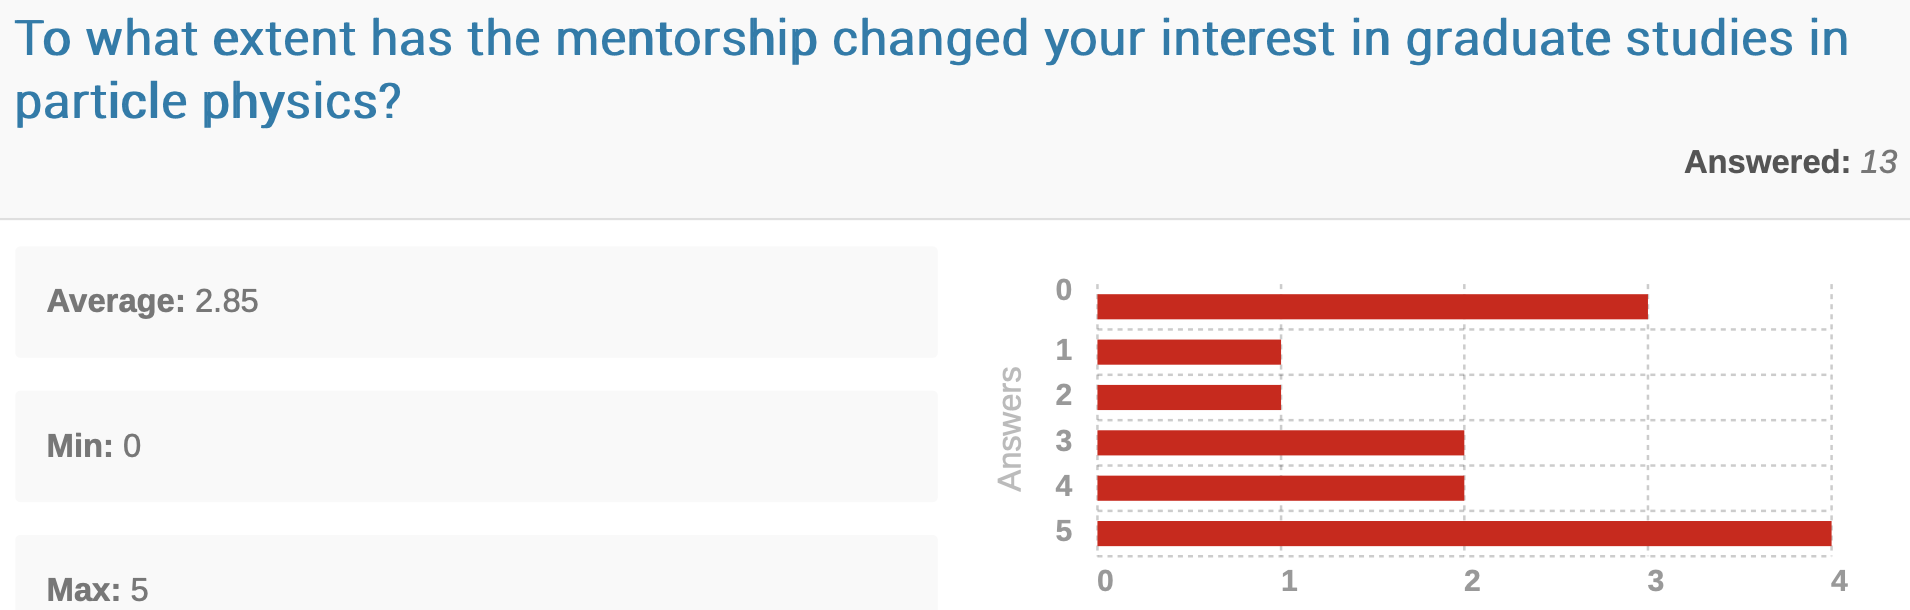 To what extent has the mentorship changed your interest in graduate studies in
particle physics?
Answered: 13
Average: 2.85
Min: 0
Max: 5
Answers
0
1
2
3
4
5
0 1 2 3 4